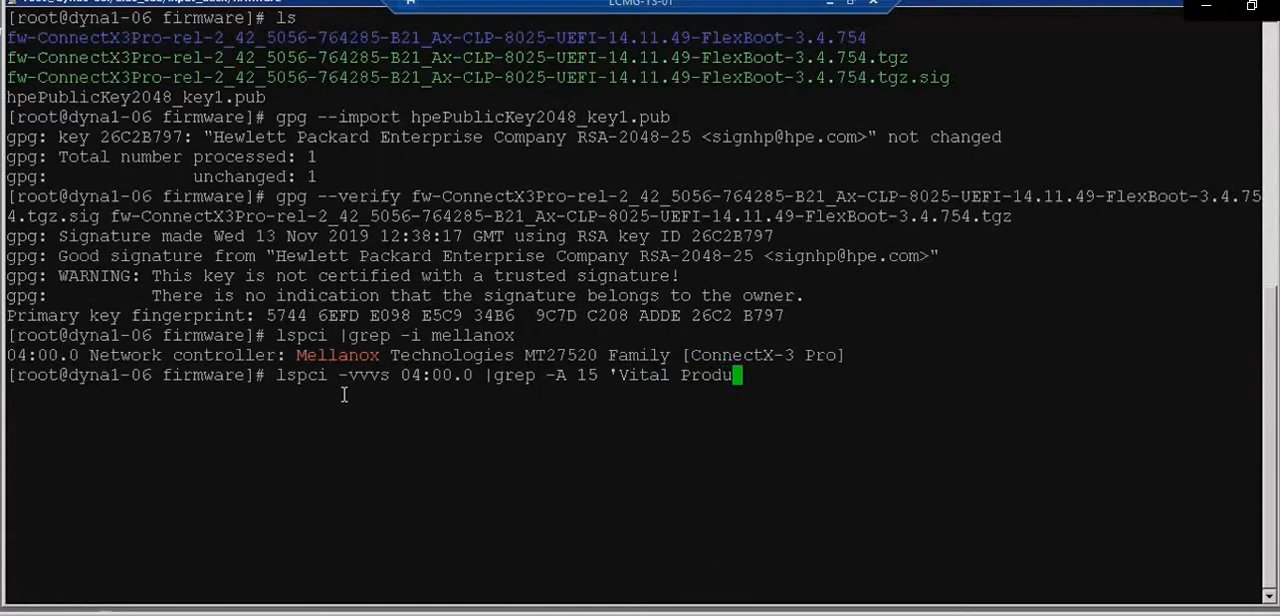 LCMG-TS-01
[root@dyna1-06 firmware]# ls
fw-ConnectX3Pro-rel-2_42_5056-764285-B21_Ax-CLP-8025-UEFI-14.11.49-FlexBoot-3.4.754
fw-ConnectX3Pro-rel-2_42_5056-764285-B21_Ax-CLP-8025-UEFI-14.11.49-FlexBoot-3.4.754.tgz
fw-ConnectX3Pro-rel-2_42_5056-764285-B21_Ax-CLP-8025-UEFI-14.11.49-FlexBoot-3.4.754.tgz.sig
hpePublicKey2048_key1.pub
[root@dyna1-06 firmware]# gpg --import hpePublicKey2048_key1.pub
gpg: key 26C2B797: "Hewlett Packard Enterprise Company RSA-2048-25 <signhp@hpe.com>" not changed
gpg: Total number processed: 1
gpg:              unchanged: 1
[root@dyna1-06 firmware]# gpg --verify fw-ConnectX3Pro-rel-2_42_5056-764285-B21_Ax-CLP-8025-UEFI-14.11.49-FlexBoot-3.4.75
4.tgz.sig fw-ConnectX3Pro-rel-2_42_5056-764285-B21_Ax-CLP-8025-UEFI-14.11.49-FlexBoot-3.4.754.tgz
gpg: Signature made Wed 13 Nov 2019 12:38:17 GMT using RSA key ID 26C2B797
gpg: Good signature from "Hewlett Packard Enterprise Company RSA-2048-25 <signhp@hpe.com>"
gpg: WARNING: This key is not certified with a trusted signature!
gpg:          There is no indication that the signature belongs to the owner.
Primary key fingerprint: 5744 6EFD E098 E5C9 34B6  9C7D C208 ADDE 26C2 B797
[root@dyna1-06 firmware]# lspci |grep -i mellanox
04:00.0 Network controller: Mellanox Technologies MT27520 Family [ConnectX-3 Pro]
[root@dyna1-06 firmware]# lspci -vvvs 04:00.0 |grep -A 15 'Vital Produ